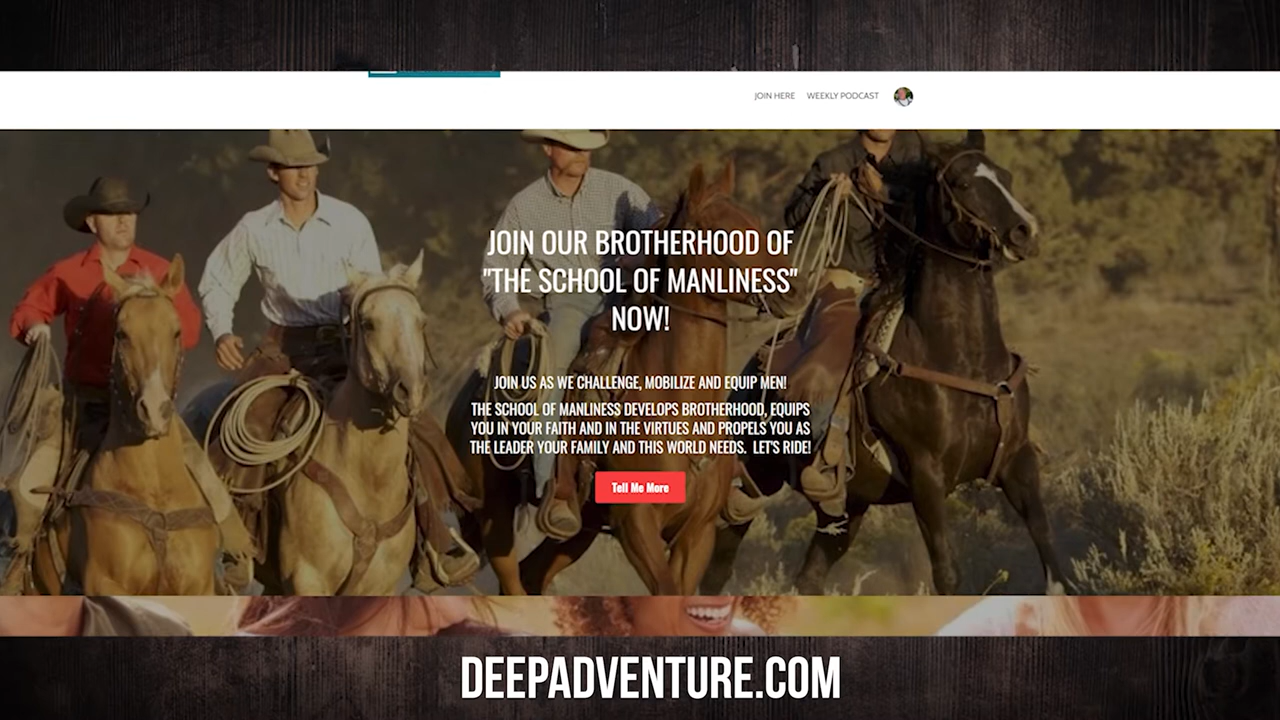 JOIN HERE WEEKLY PODCAST
JOIN OUR BROTHERHOOD OF
"THE SCHOOL OF MANLINESS"
NOW!
JOIN US AS WE CHALLENGE, MOBILIZE AND EQUIP MEN!
THE SCHOOL OF MANLINESS DEVELOPS BROTHERHOOD, EQUIPS
YOU IN YOUR FAITH AND IN THE VIRTUES AND PROPELS YOU AS
THE LEADER YOUR FAMILY AND THIS WORLD NEEDS. LET'S RIDE!
Tell Me More
DEEPADVENTURE.COM